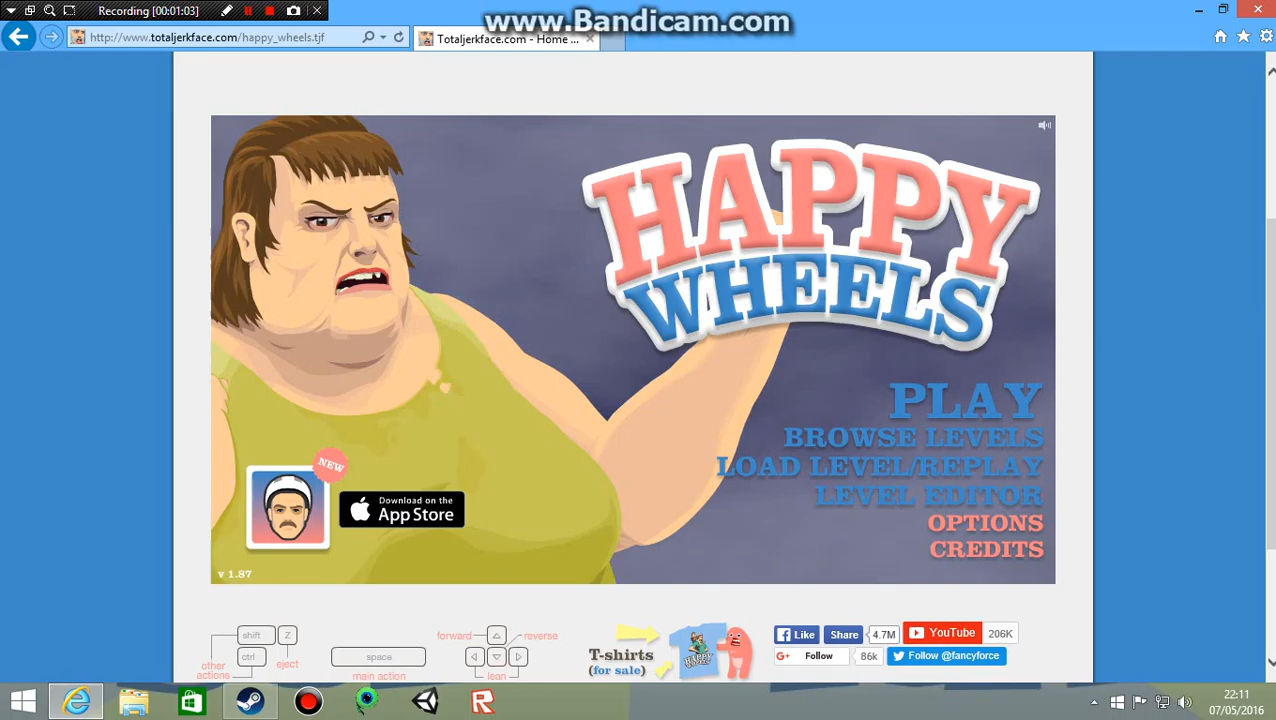 Recording [00:01:03]
www.Bandicam.com
http://www.totaljerkface.com/happy_wheels.tjf
Totaljerkface.com - Home ...
HAPPY
WHEELS
PLAY
BROWSE LEVELS
LOAD LEVEL/REPLAY
LEVEL EDITOR
OPTIONS
CREDITS
NEW
Download on the
App Store
v 1.87
shift
Z
ctrl
other
actions
eject
space
main action
forward
reverse
lean
T-shirts
(for sale)
HAPPY
Like
Share
4.7M
YouTube
206K
G+
Follow
86k
Follow @fancyforce
22:11
07/05/2016